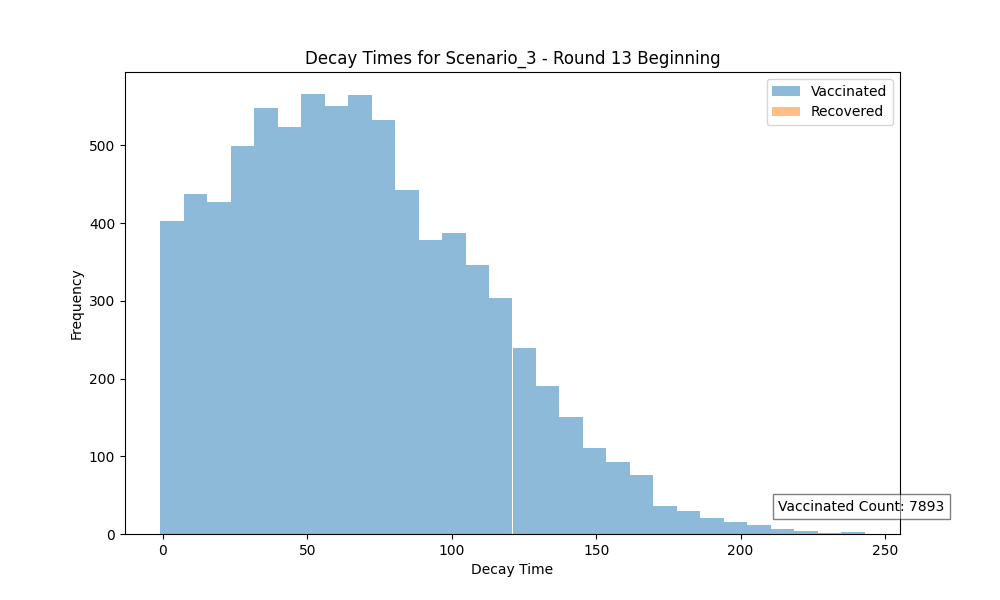 Decay Times for Scenario_3 - Round 13 Beginning
Vaccinated
Recovered
500
400
300
200
100
0
Frequency
Vaccinated Count: 7893
0
50
100
150
200
250
Decay Time